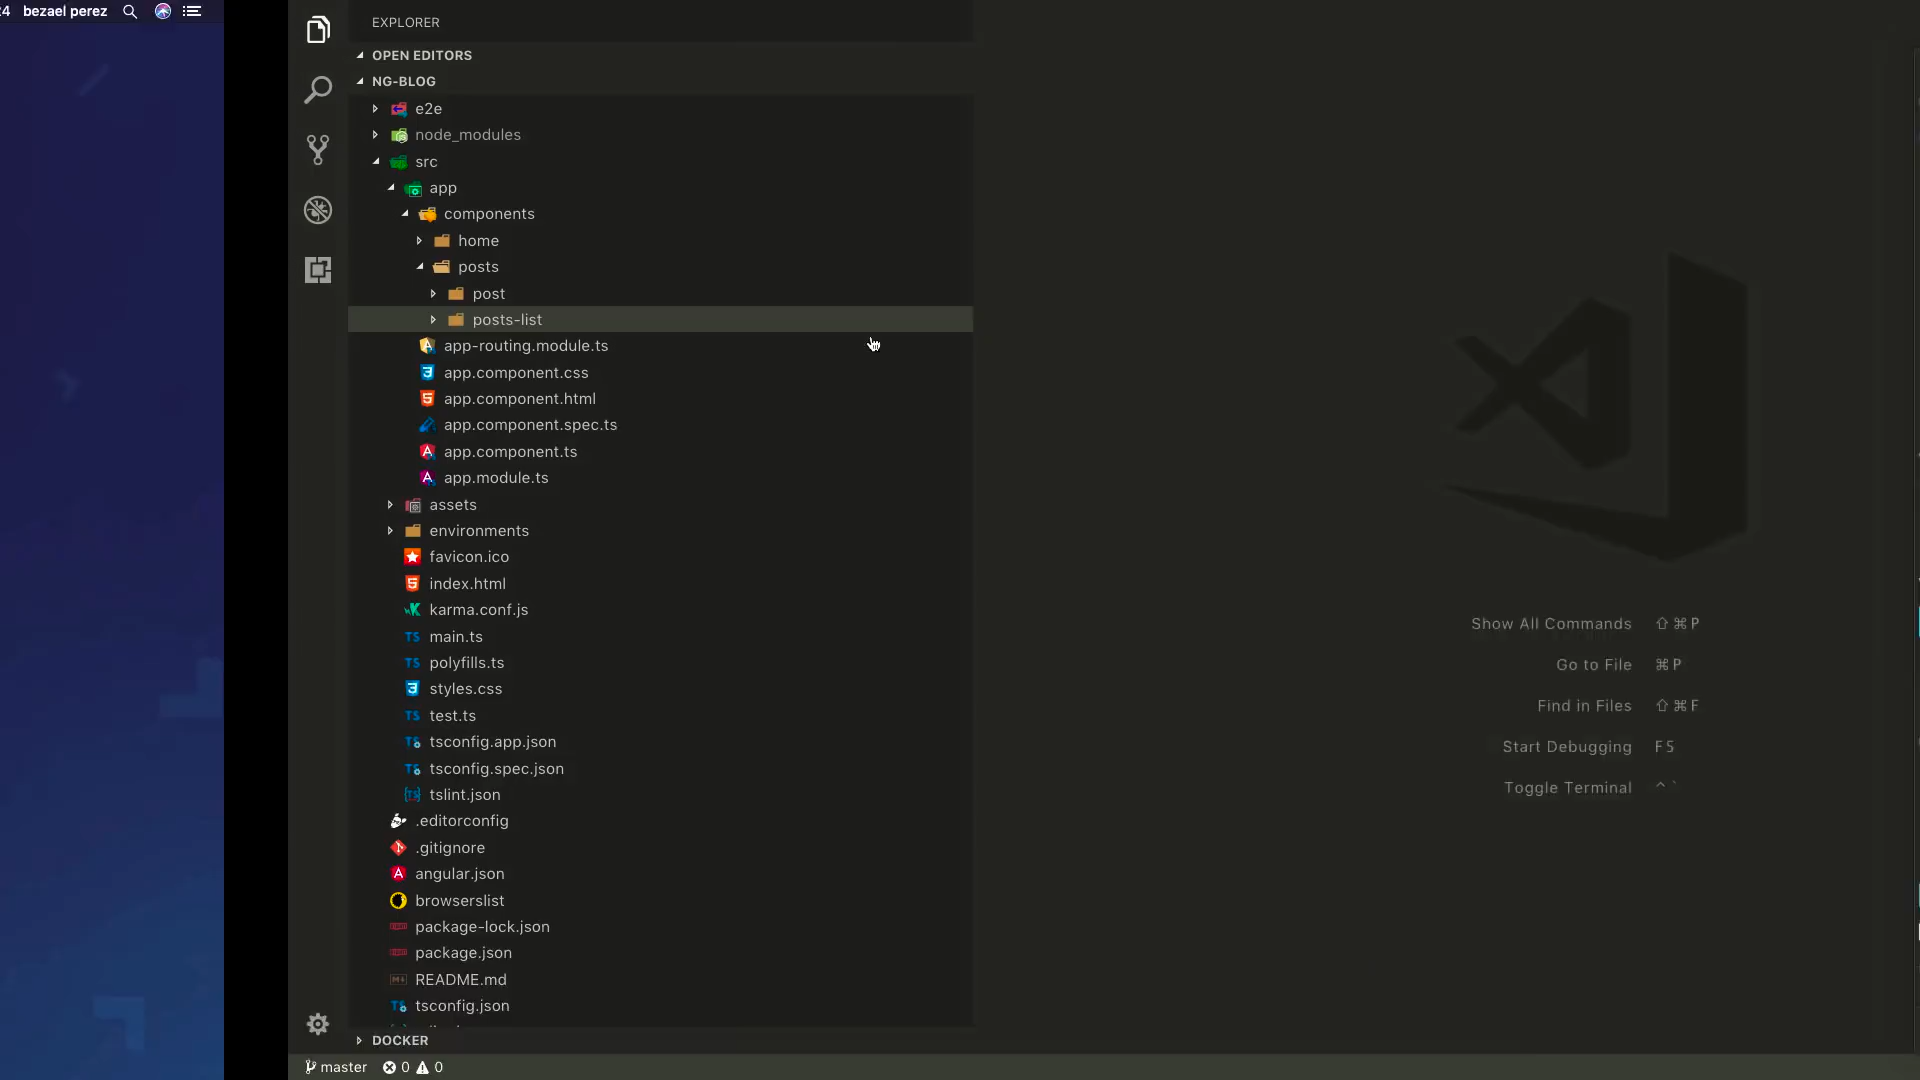 4 bezael perez
EXPLORER
OPEN EDITORS
NG-BLOG
e2e
node_modules
src
app
components
home
posts
post
posts-list
app-routing.module.ts
app.component.css
app.component.html
app.component.spec.ts
app.component.ts
app.module.ts
assets
environments
favicon.ico
index.html
karma.conf.js
TS main.ts
TS polyfills.ts
styles.css
TS test.ts
tsconfig.app.json
tsconfig.spec.json
tslint.json
.editorconfig
.gitignore
angular.json
browserslist
package-lock.json
package.json
README.md
tsconfig.json
DOCKER
master 0 0
Show All Commands ⇧⌘P
Go to File ⌘P
Find in Files ⇧⌘F
Start Debugging F5
Toggle Terminal ^`